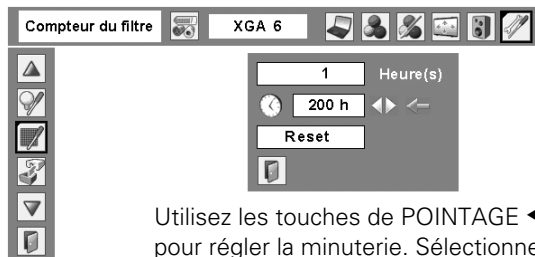 Compteur du filtre XGA 6
1 Heure(s)
200 h
Reset
Utilisez les touches de POINTAGE ◀
pour régler la minuterie. Sélectionne